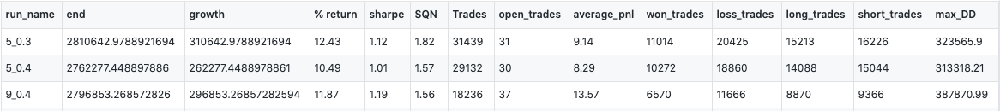 run_name end growth % return sharpe SQN Trades open_trades average_pnl won_trades loss_trades long_trades short_trades max_DD
5_0.3 2810642.9788921694 310642.9788921694 12.43 1.12 1.82 31439 31 9.14 11014 20425 15213 16226 323565.9
5_0.4 2762277.448897886 262277.4488978861 10.49 1.01 1.57 29132 30 8.29 10272 18860 14088 15044 313318.21
9_0.4 2796853.268572826 296853.26857282594 11.87 1.19 1.56 18236 37 13.57 6570 11666 8870 9366 387870.99